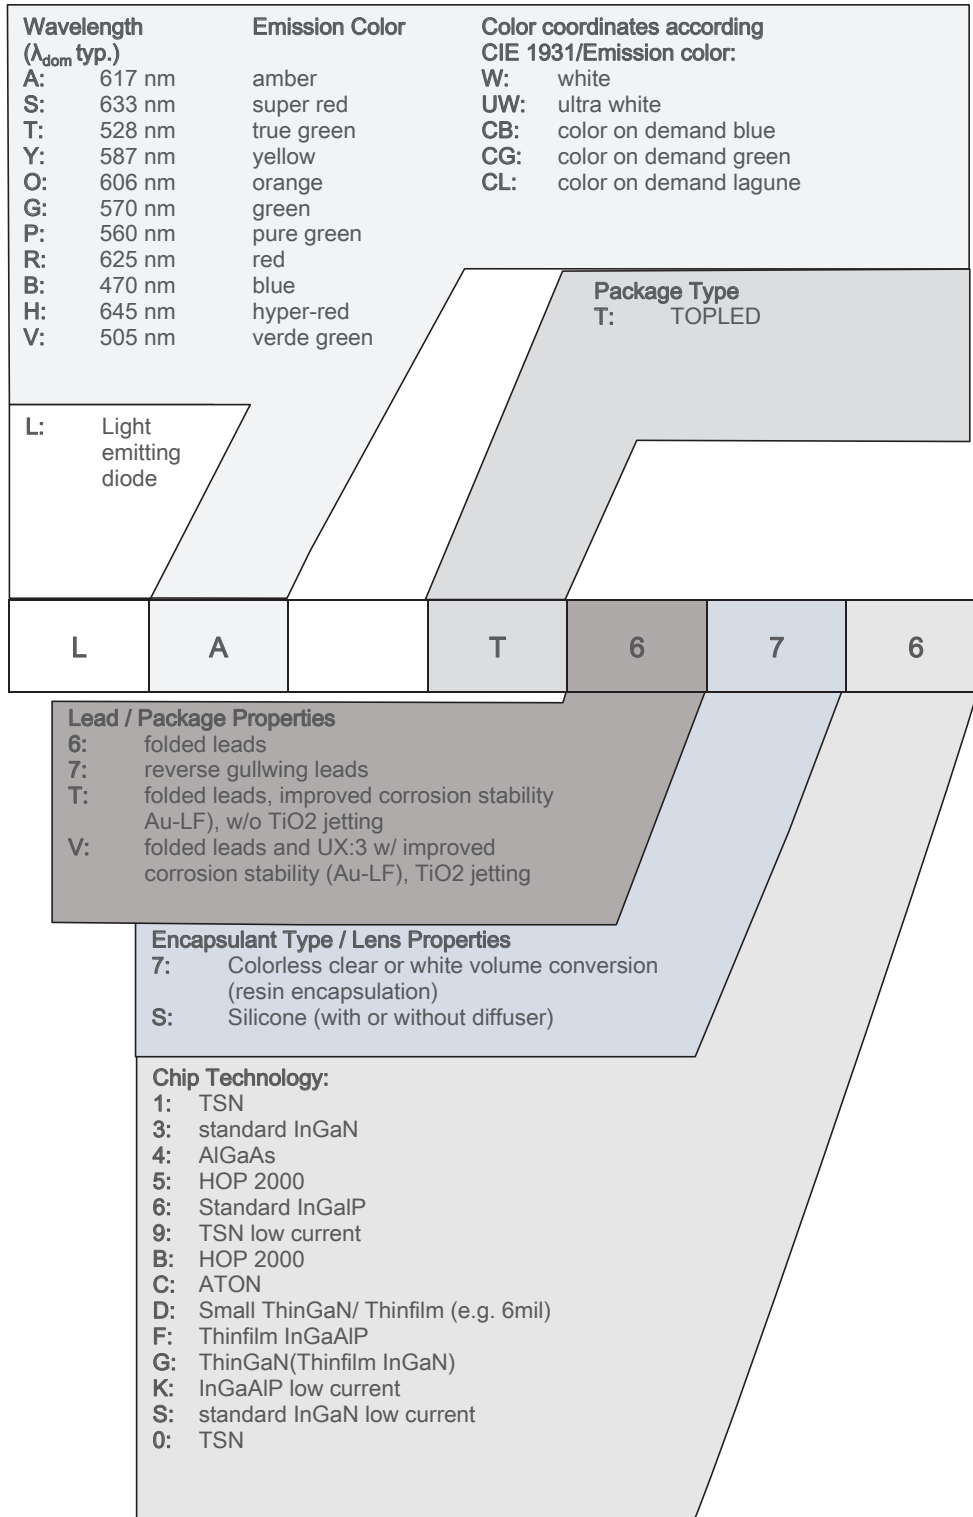 Wavelength Emission Color Color coordinates according
(λdom typ.) CIE 1931/Emission color:
A: 617 nm amber W: white
S: 633 nm super red UW: ultra white
T: 528 nm true green CB: color on demand blue
Y: 587 nm yellow CG: color on demand green
O: 606 nm orange CL: color on demand lagune
G: 570 nm green
P: 560 nm pure green
R: 625 nm red
B: 470 nm blue
H: 645 nm hyper-red
V: 505 nm verde green
Package Type
T: TOPLED
L: Light
emitting
diode
L A T 6 7 6
Lead / Package Properties
6: folded leads
7: reverse gullwing leads
T: folded leads, improved corrosion stability
Au-LF), w/o TiO2 jetting
V: folded leads and UX:3 w/ improved
corrosion stability (Au-LF), TiO2 jetting
Encapsulant Type / Lens Properties
7: Colorless clear or white volume conversion
(resin encapsulation)
S: Silicone (with or without diffuser)
Chip Technology:
1: TSN
3: standard InGaN
4: AlGaAs
5: HOP 2000
6: Standard InGalP
9: TSN low current
B: HOP 2000
C: ATON
D: Small ThinGaN/ Thinfilm (e.g. 6mil)
F: Thinfilm InGaAlP
G: ThinGaN(Thinfilm InGaN)
K: InGaAlP low current
S: standard InGaN low current
0: TSN